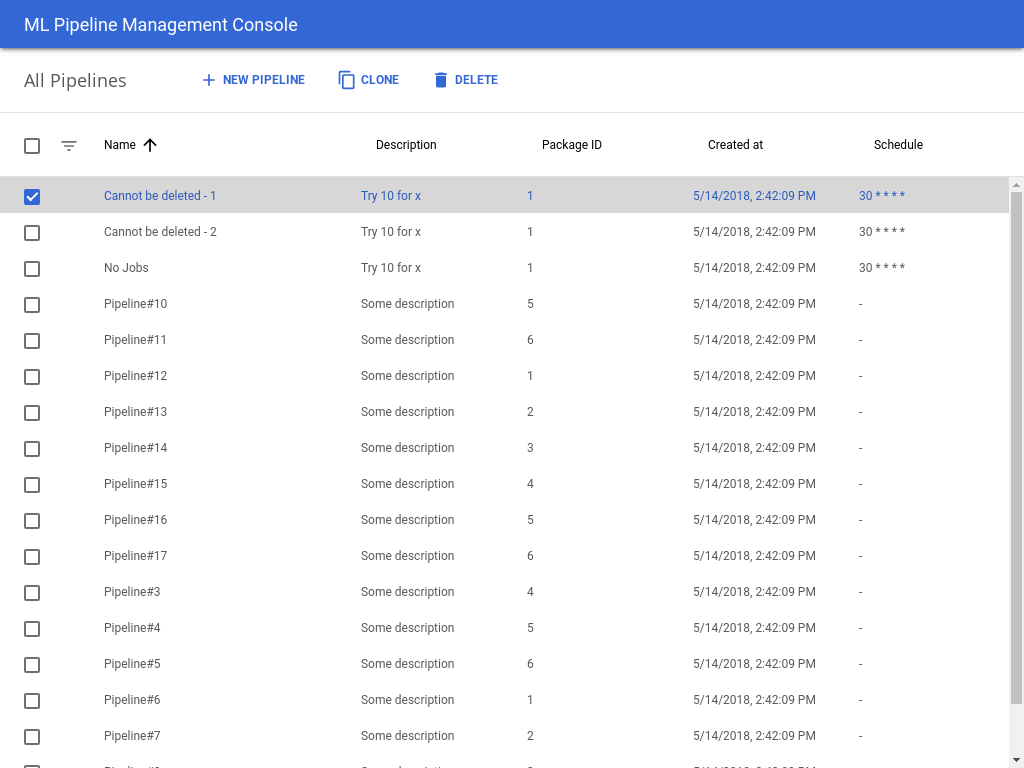 ML Pipeline Management Console
All Pipelines NEW PIPELINE CLONE DELETE
Name Description Package ID Created at Schedule
Cannot be deleted - 1 Try 10 for x 1 5/14/2018, 2:42:09 PM 30 * * * *
Cannot be deleted - 2 Try 10 for x 1 5/14/2018, 2:42:09 PM 30 * * * *
No Jobs Try 10 for x 1 5/14/2018, 2:42:09 PM 30 * * * *
Pipeline#10 Some description 5 5/14/2018, 2:42:09 PM -
Pipeline#11 Some description 6 5/14/2018, 2:42:09 PM -
Pipeline#12 Some description 1 5/14/2018, 2:42:09 PM -
Pipeline#13 Some description 2 5/14/2018, 2:42:09 PM -
Pipeline#14 Some description 3 5/14/2018, 2:42:09 PM -
Pipeline#15 Some description 4 5/14/2018, 2:42:09 PM -
Pipeline#16 Some description 5 5/14/2018, 2:42:09 PM -
Pipeline#17 Some description 6 5/14/2018, 2:42:09 PM -
Pipeline#3 Some description 4 5/14/2018, 2:42:09 PM -
Pipeline#4 Some description 5 5/14/2018, 2:42:09 PM -
Pipeline#5 Some description 6 5/14/2018, 2:42:09 PM -
Pipeline#6 Some description 1 5/14/2018, 2:42:09 PM -
Pipeline#7 Some description 2 5/14/2018, 2:42:09 PM -